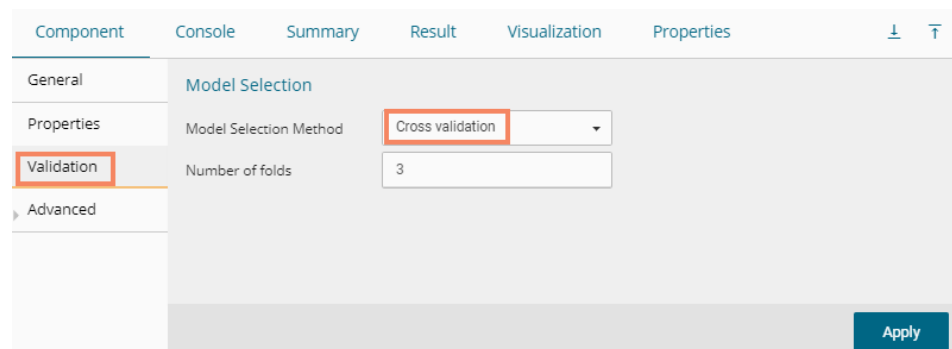 Component Console Summary Result Visualization Properties
General
Model Selection
Properties
Model Selection Method Cross validation
Validation
Number of folds 3
Advanced
Apply